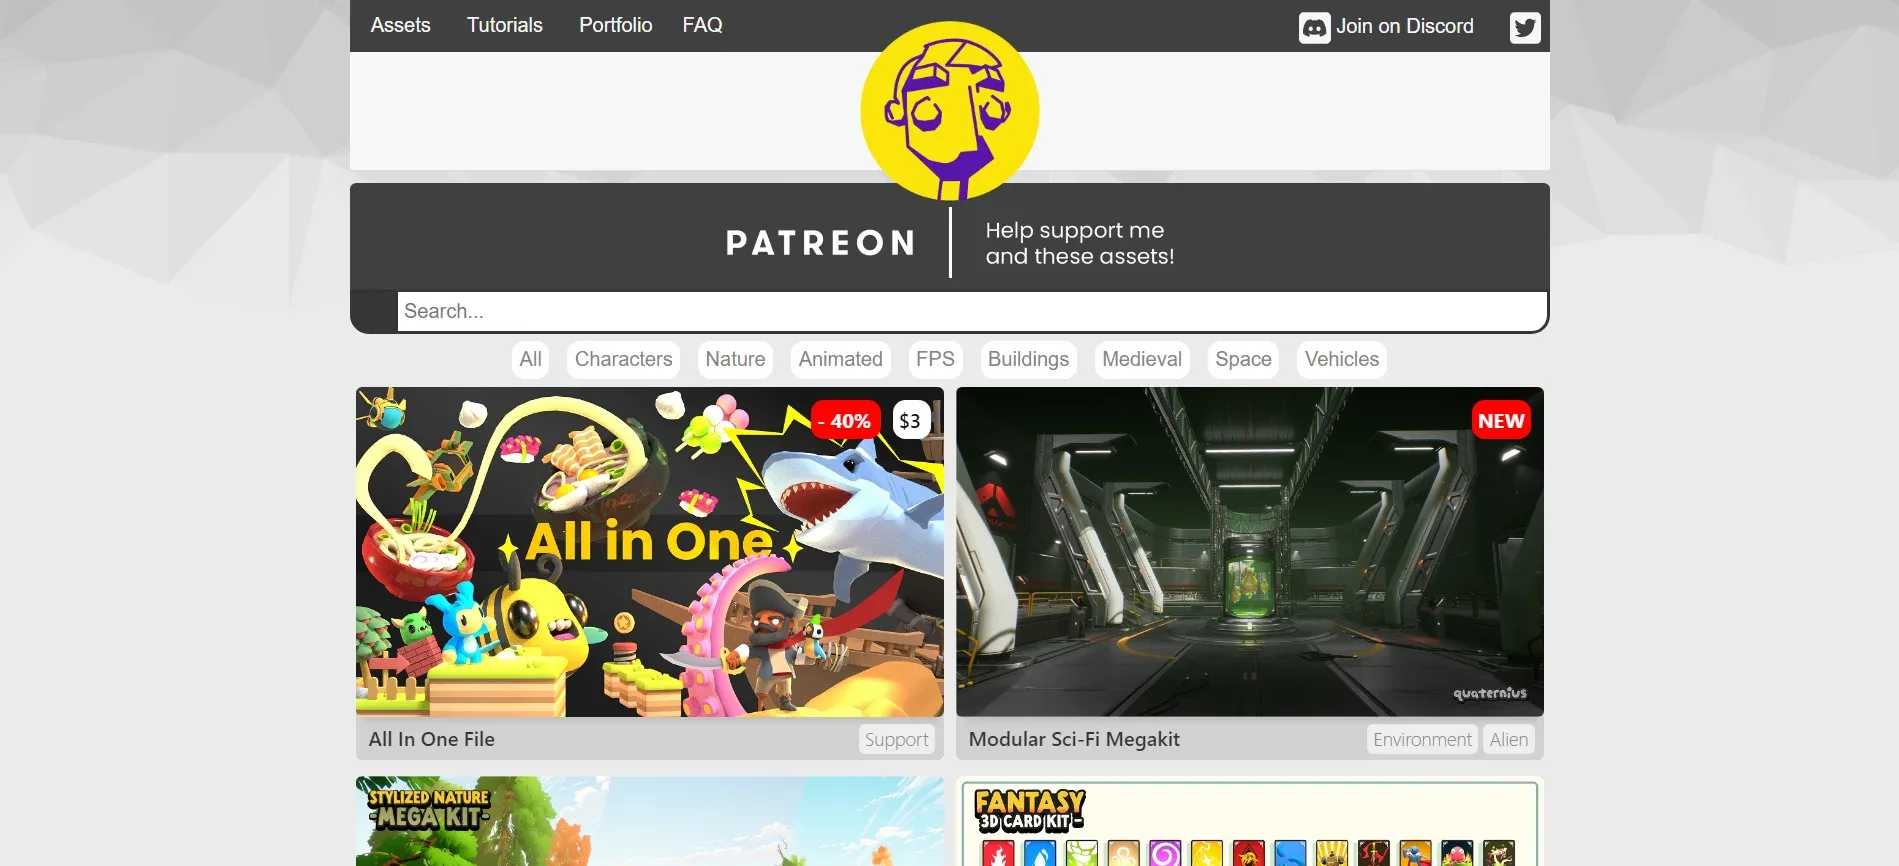 Assets Tutorials Portfolio FAQ Join on Discord
PATREON
Help support me
and these assets!
Search...
All Characters Nature Animated FPS Buildings Medieval Space Vehicles
- 40% $3
All in One
All In One File Support
NEW
quaternius
Modular Sci-Fi Megakit Environment Alien
STYLIZED NATURE
-MEGA KIT-
FANTASY
3D CARD KIT-